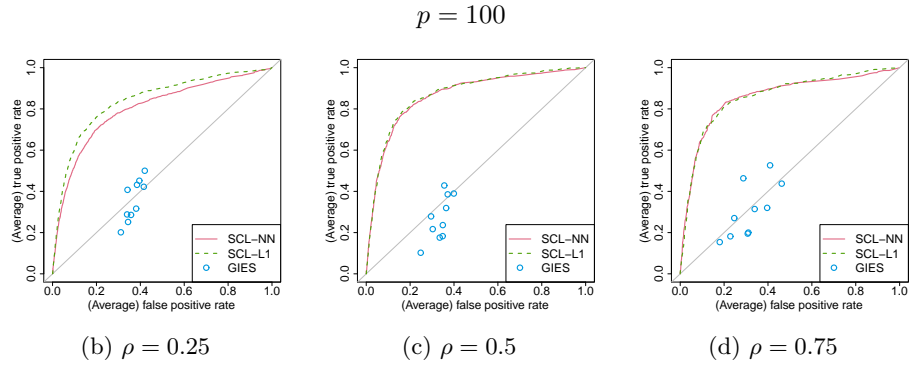 p = 100
(Average) true positive rate
0.0 0.2 0.4 0.6 0.8 1.0
SCL−NN
SCL−L1
GIES
0.0 0.2 0.4 0.6 0.8 1.0
(Average) false positive rate
(b) ρ = 0.25
(Average) true positive rate
0.0 0.2 0.4 0.6 0.8 1.0
SCL−NN
SCL−L1
GIES
0.0 0.2 0.4 0.6 0.8 1.0
(Average) false positive rate
(c) ρ = 0.5
(Average) true positive rate
0.0 0.2 0.4 0.6 0.8 1.0
SCL−NN
SCL−L1
GIES
0.0 0.2 0.4 0.6 0.8 1.0
(Average) false positive rate
(d) ρ = 0.75